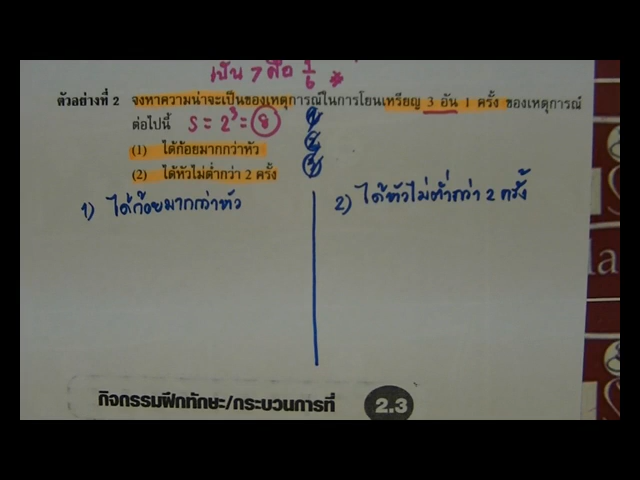 เป็น 7 คือ 1/6 *
ตัวอย่างที่ 2 จงหาความน่าจะเป็นของเหตุการณ์ในการโยนเหรียญ 3 อัน 1 ครั้ง ของเหตุการณ์
ต่อไปนี้ S = 2³ = 8
(1) ได้ก้อยมากกว่าหัว
(2) ได้หัวไม่ต่ำกว่า 2 ครั้ง
1) ได้ก้อยมากกว่าหัว
2) ได้หัวไม่ต่ำกว่า 2 ครั้ง
กิจกรรมฝึกทักษะ/กระบวนการที่ 2.3